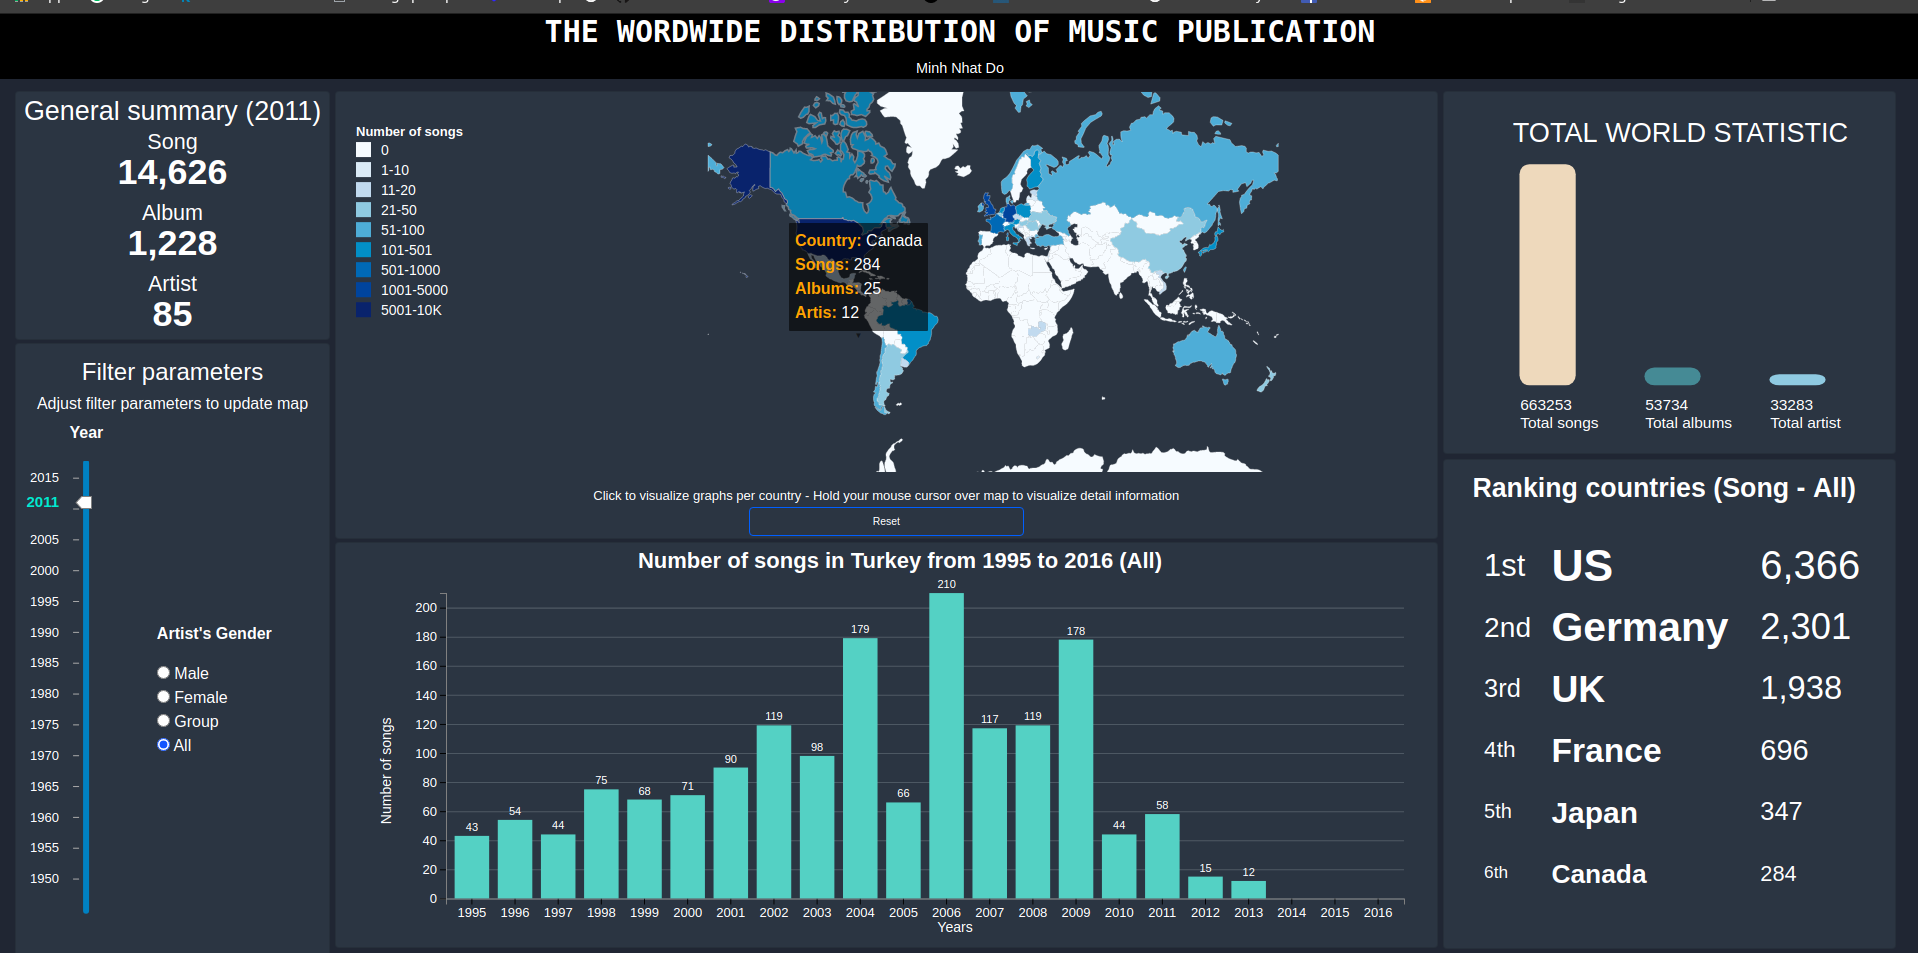 THE WORDWIDE DISTRIBUTION OF MUSIC PUBLICATION
Minh Nhat Do
General summary (2011)
Song
14,626
Album
1,228
Artist
85
Filter parameters
Adjust filter parameters to update map
Year
2015
2011
2005
2000
1995
1990
1985
1980
1975
1970
1965
1960
1955
1950
Artist's Gender
Male
Female
Group
All
Number of songs
0
1-10
11-20
21-50
51-100
101-501
501-1000
1001-5000
5001-10K
Country: Canada
Songs: 284
Albums: 25
Artis: 12
Click to visualize graphs per country - Hold your mouse cursor over map to visualize detail information
Reset
Number of songs in Turkey from 1995 to 2016 (All)
Number of songs
200
180
160
140
120
100
80
60
40
20
0
43
54
44
75
68
71
90
119
98
179
66
210
117
119
178
44
58
15
12
1995 1996 1997 1998 1999 2000 2001 2002 2003 2004 2005 2006 2007 2008 2009 2010 2011 2012 2013 2014 2015 2016
Years
TOTAL WORLD STATISTIC
663253
Total songs
53734
Total albums
33283
Total artist
Ranking countries (Song - All)
1st US 6,366
2nd Germany 2,301
3rd UK 1,938
4th France 696
5th Japan 347
6th Canada 284